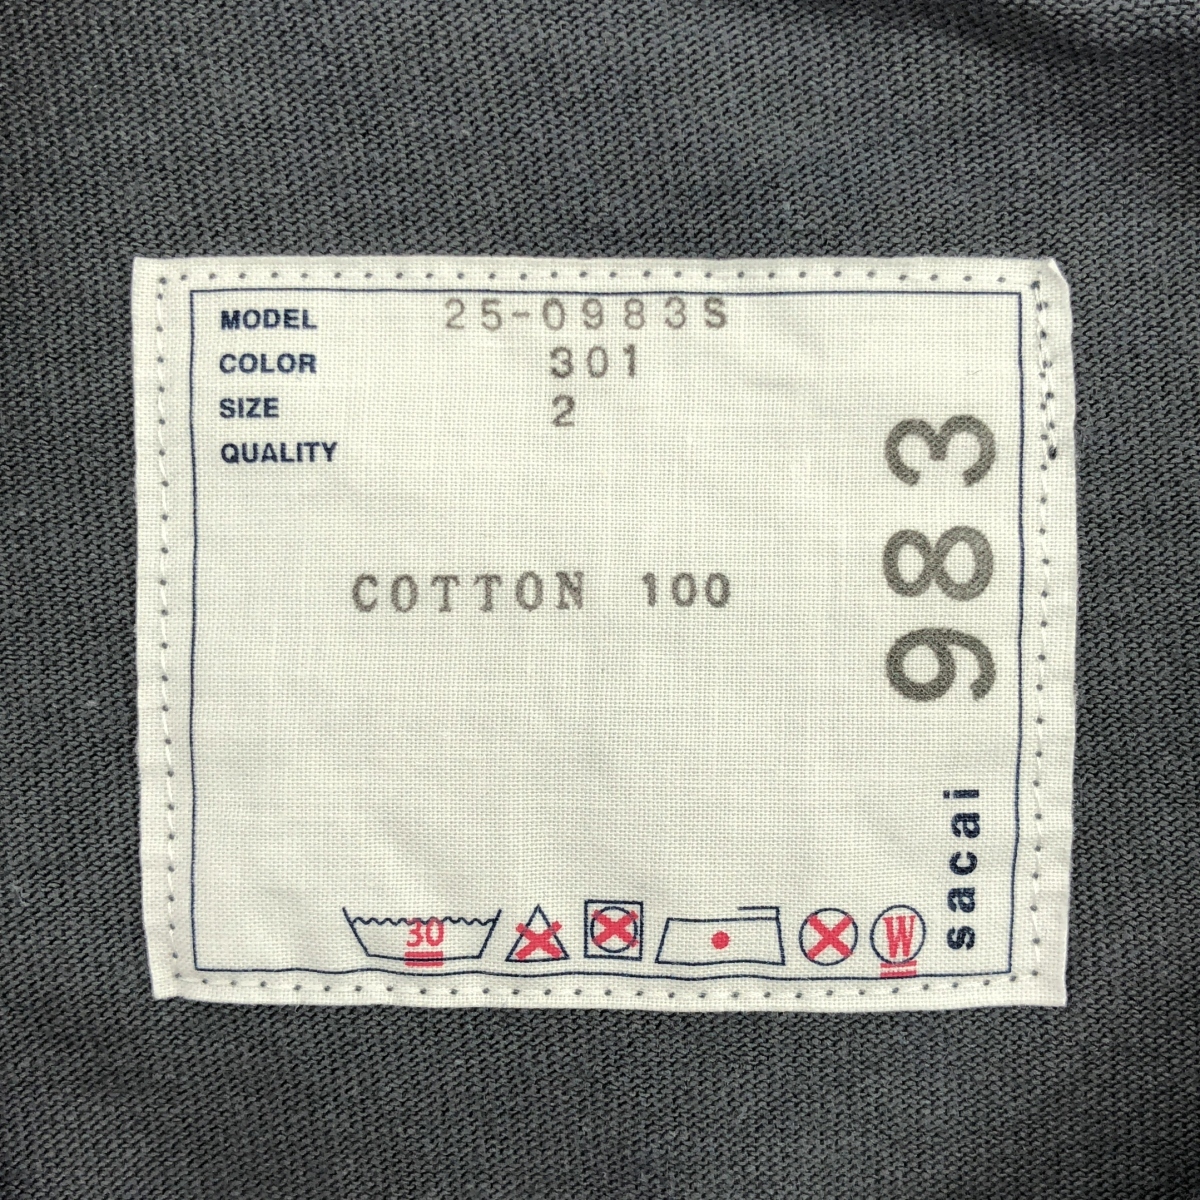 MODEL 25-0983S
COLOR 301
SIZE 2
QUALITY
COTTON 100
983
sacai
30
W